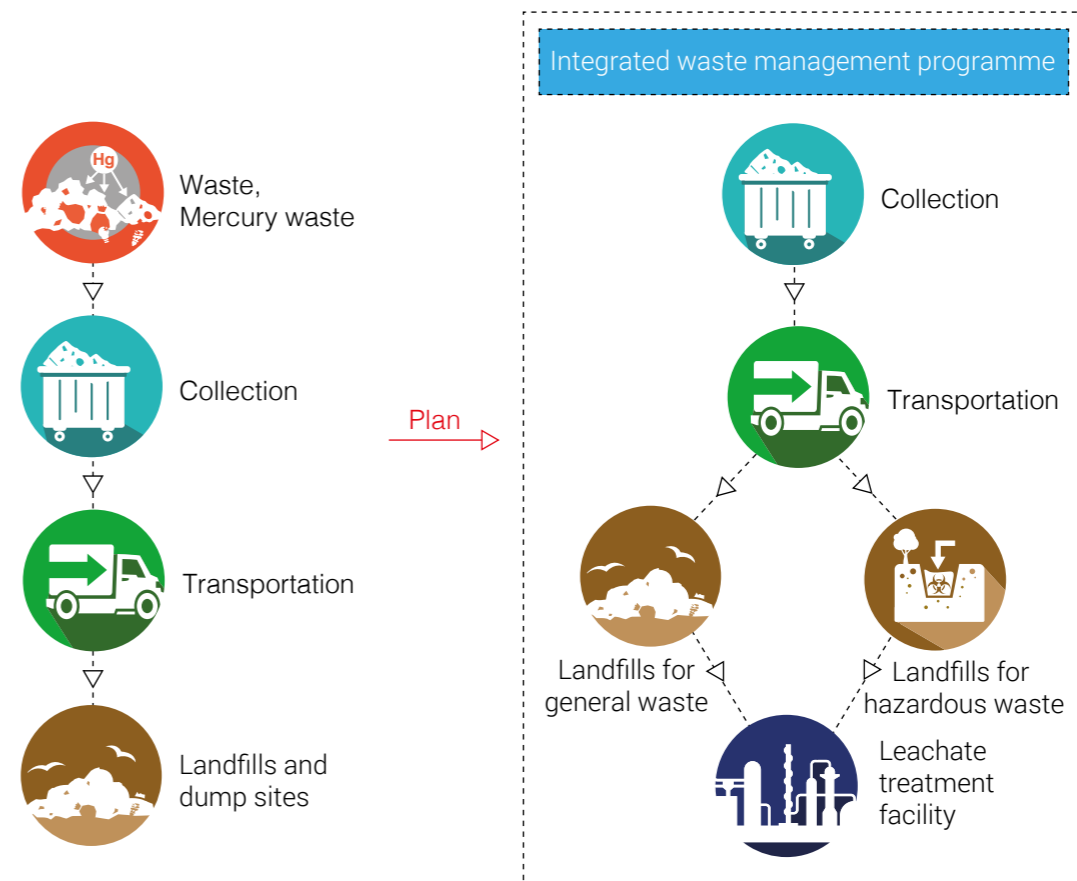 Integrated waste management programme
Hg
Waste,
Mercury waste
Collection
Transportation
Landfills and
dump sites
Plan
Collection
Transportation
Landfills for
general waste
Landfills for
hazardous waste
Leachate
treatment
facility